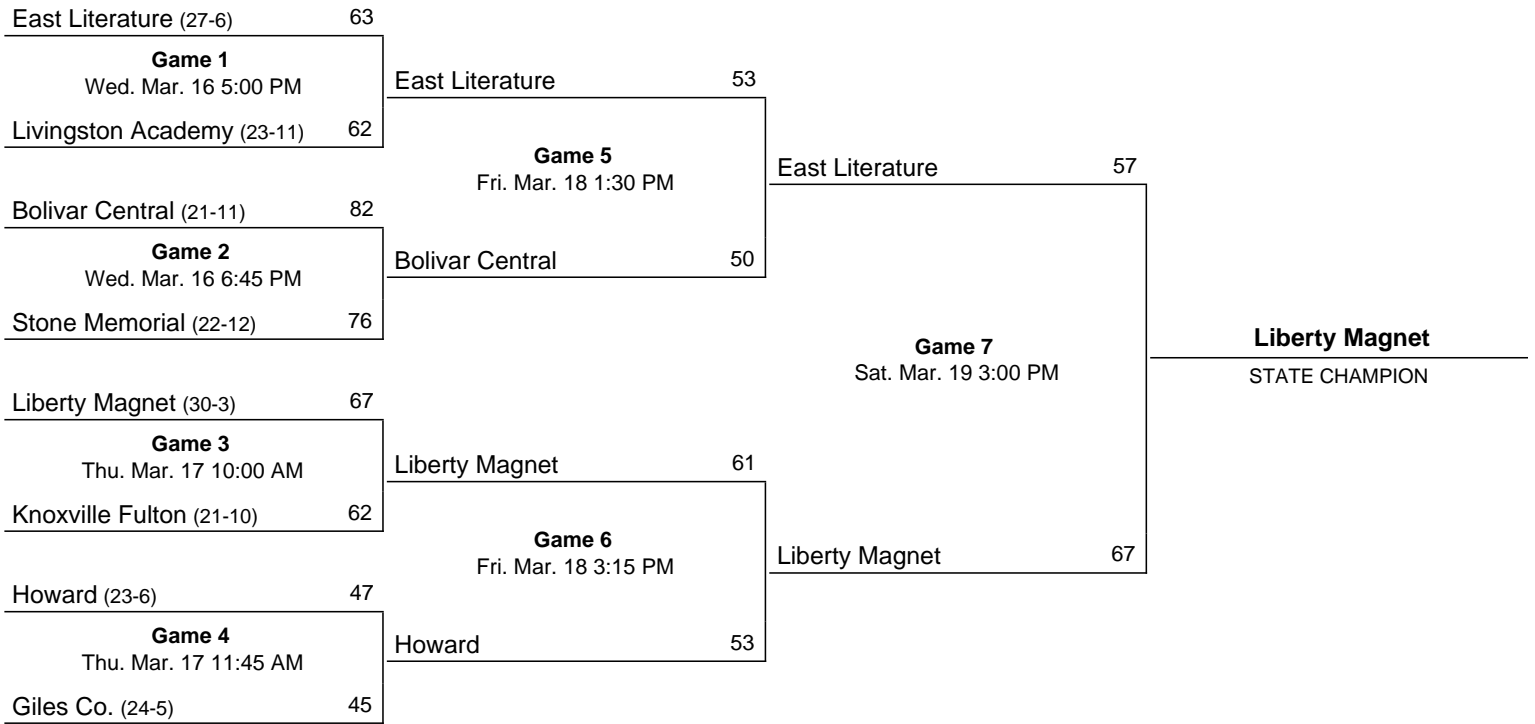 East Literature (27-6) 63
Game 1
Wed. Mar. 16 5:00 PM
Livingston Academy (23-11) 62
Bolivar Central (21-11) 82
Game 2
Wed. Mar. 16 6:45 PM
Stone Memorial (22-12) 76
Liberty Magnet (30-3) 67
Game 3
Thu. Mar. 17 10:00 AM
Knoxville Fulton (21-10) 62
Howard (23-6) 47
Game 4
Thu. Mar. 17 11:45 AM
Giles Co. (24-5) 45
East Literature 53
Game 5
Fri. Mar. 18 1:30 PM
Bolivar Central 50
Liberty Magnet 61
Game 6
Fri. Mar. 18 3:15 PM
Howard 53
East Literature 57
Game 7
Sat. Mar. 19 3:00 PM
Liberty Magnet 67
Liberty Magnet
STATE CHAMPION